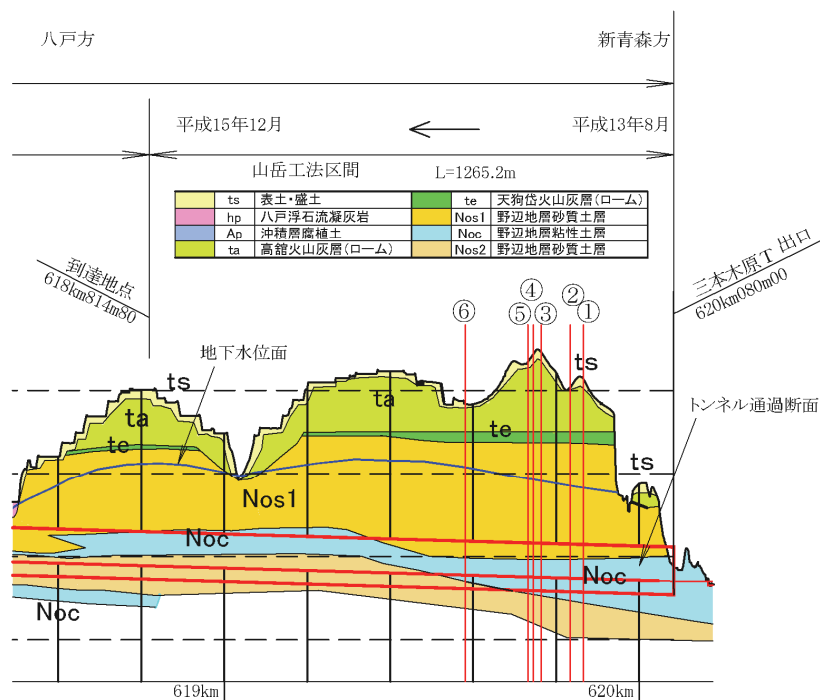 八戸方
新青森方
平成15年12月
平成13年8月
山岳工法区間 L=1265.2m
ts 表土・盛土
te 天狗岱火山灰層(ローム)
hp 八戸浮石流凝灰岩
Nos1 野辺地層砂質土層
Ap 沖積層腐植土
Noc 野辺地層粘性土層
ta 高舘火山灰層(ローム)
Nos2 野辺地層砂質土層
到達地点
618km814m80
三本木原T 出口
620km080m00
④ ②
⑥ ⑤ ③ ①
地下水位面
トンネル通過断面
ts
ts
ta
ta
te
te
ts
Nos1
Noc
Noc
Noc
619km
620km